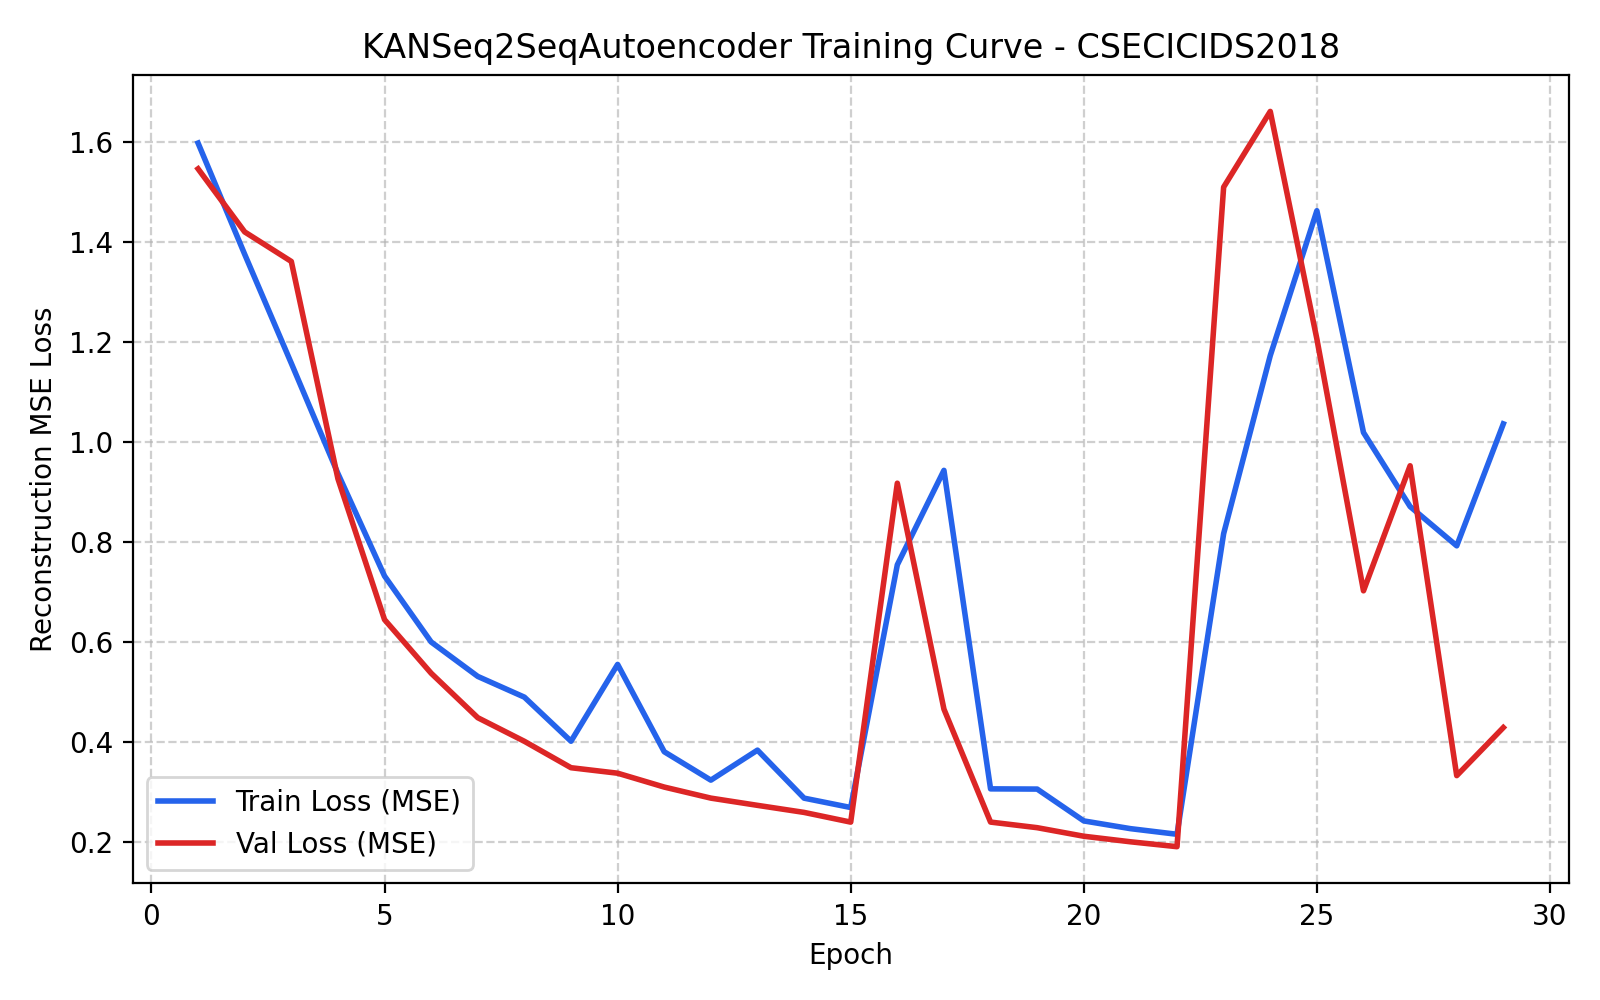 KANSeq2SeqAutoencoder Training Curve - CSECICIDS2018
Reconstruction MSE Loss
1.6
1.4
1.2
1.0
0.8
0.6
0.4
0.2
Train Loss (MSE)
Val Loss (MSE)
0 5 10 15 20 25 30
Epoch